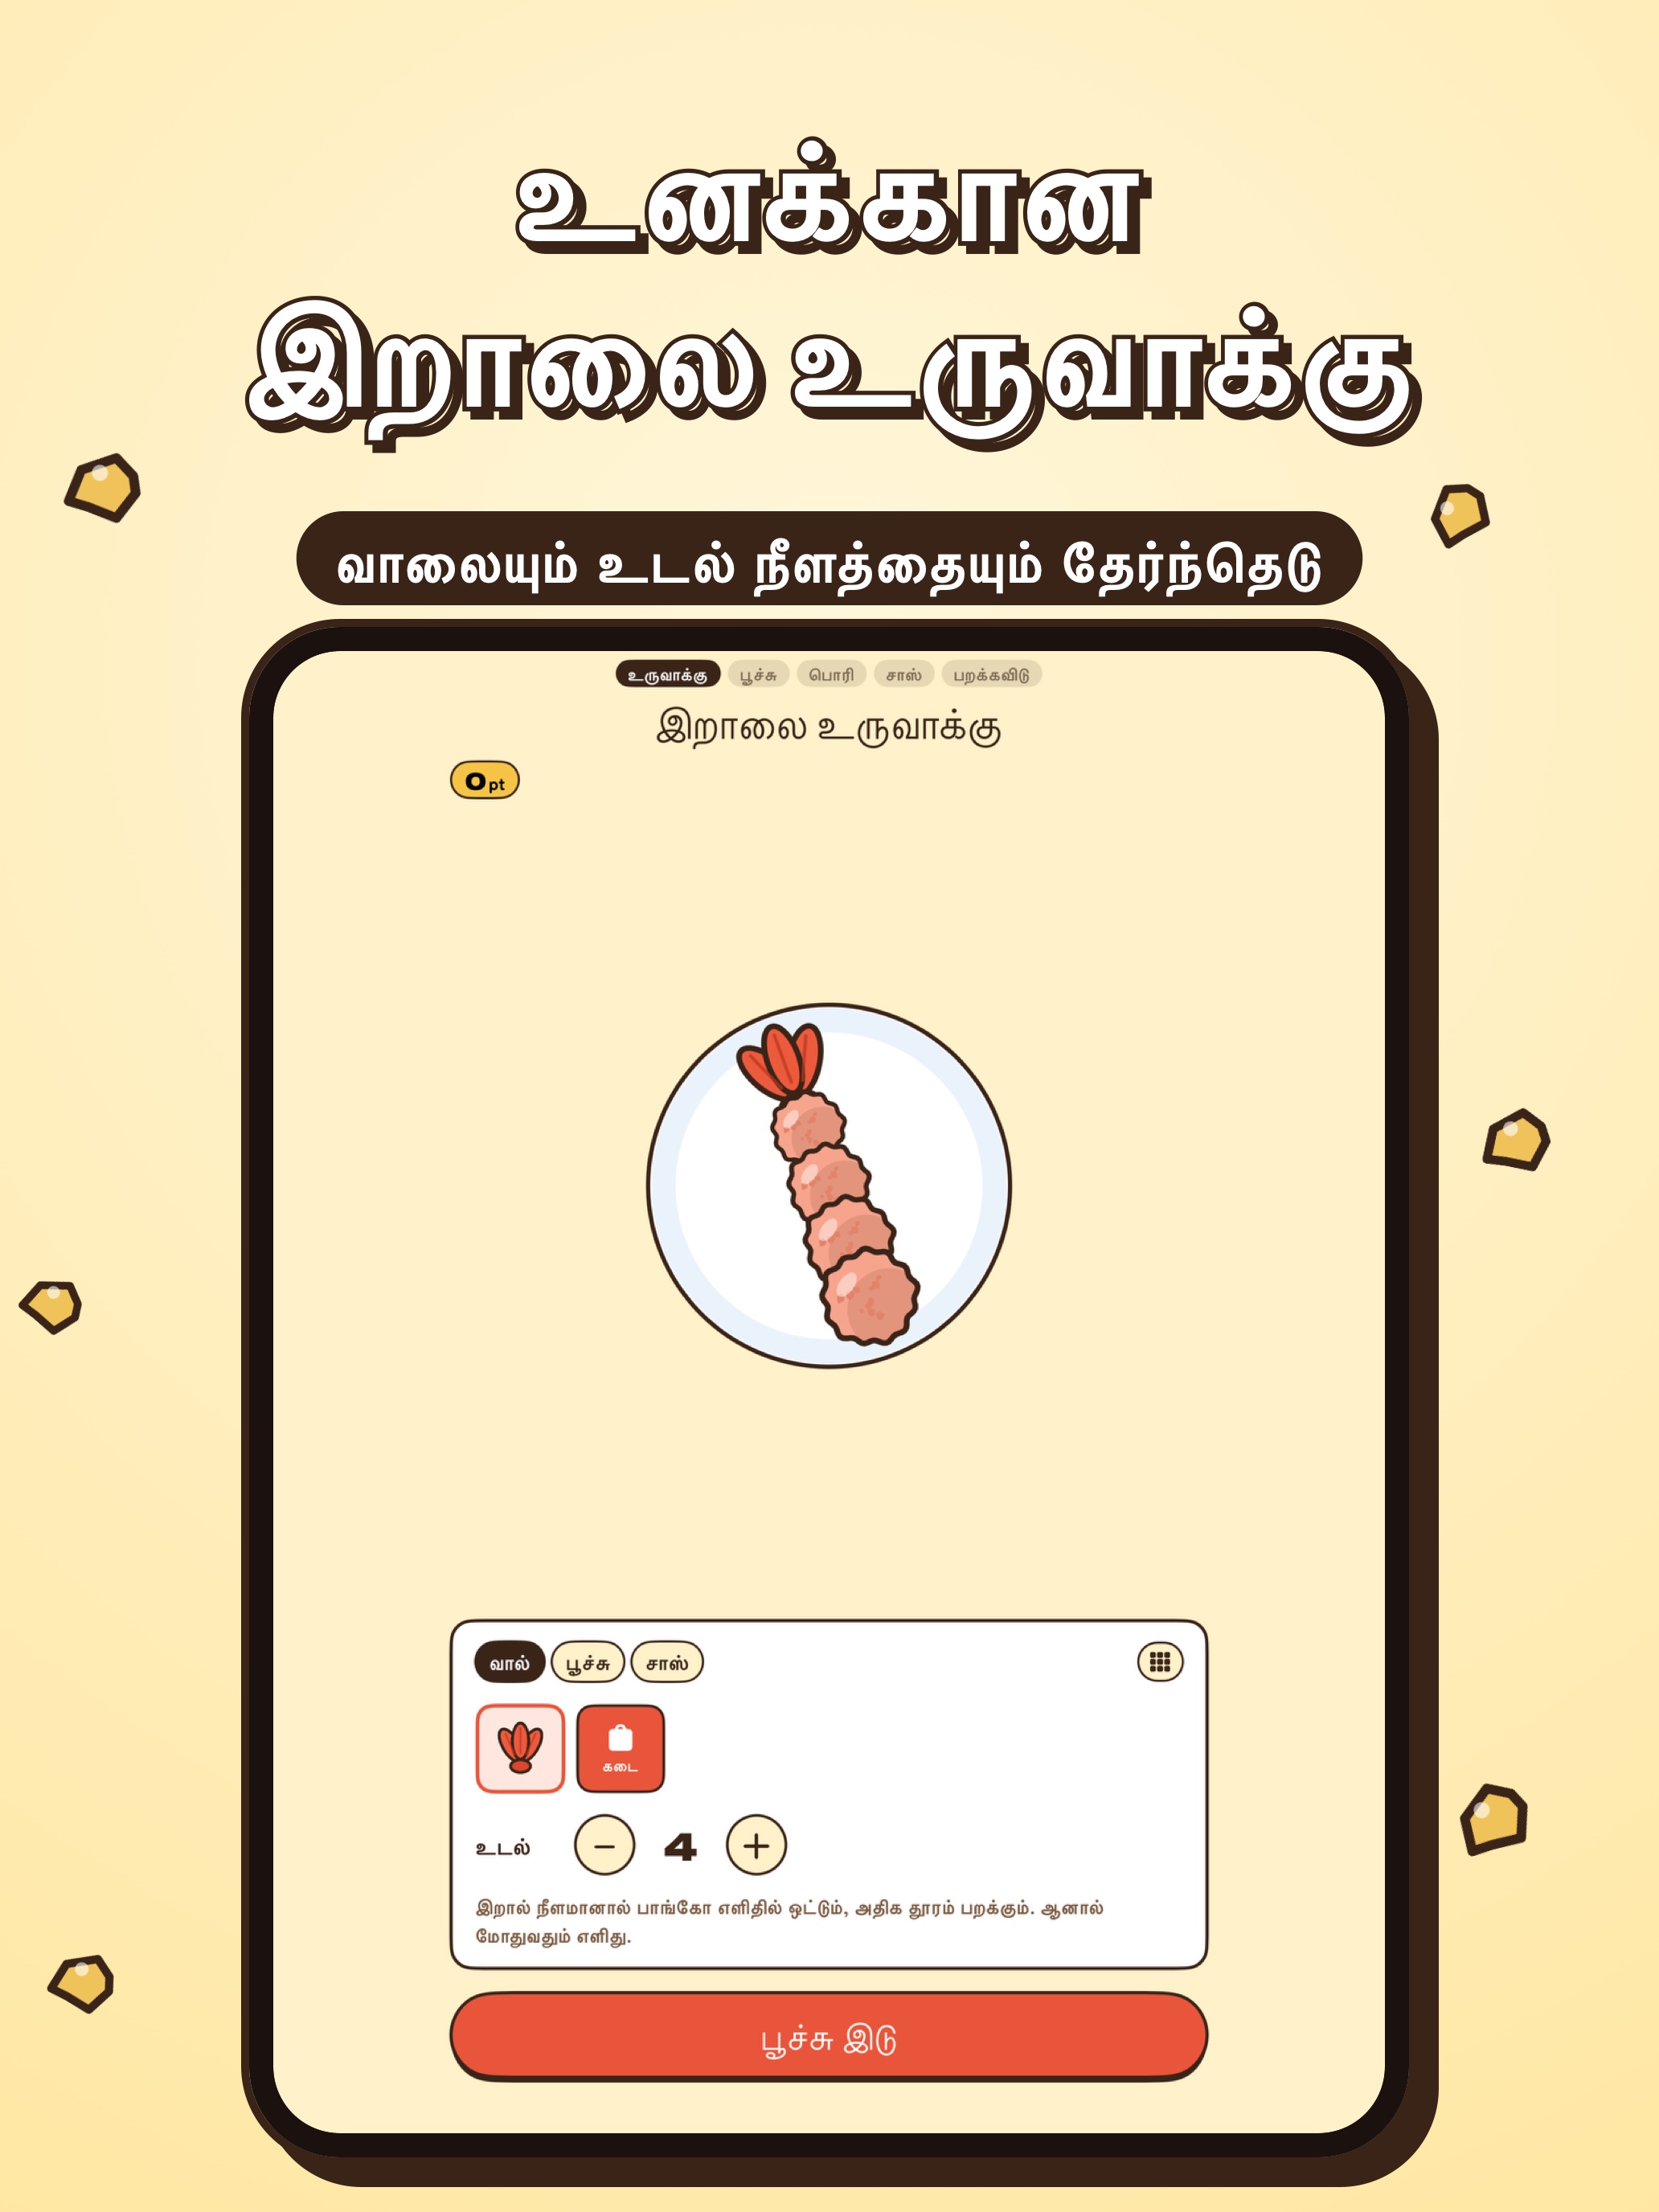 உனக்கான
இறாலை உருவாக்கு
வாலையும் உடல் நீளத்தையும் தேர்ந்தெடு
உருவாக்கு பூச்சு பொரி சாஸ் பறக்கவிடு
இறாலை உருவாக்கு
0pt
வால் பூச்சு சாஸ்
கடை
உடல் − 4 +
இறால் நீளமானால் பாங்கோ எளிதில் ஒட்டும், அதிக தூரம் பறக்கும். ஆனால்
மோதுவதும் எளிது.
பூச்சு இடு